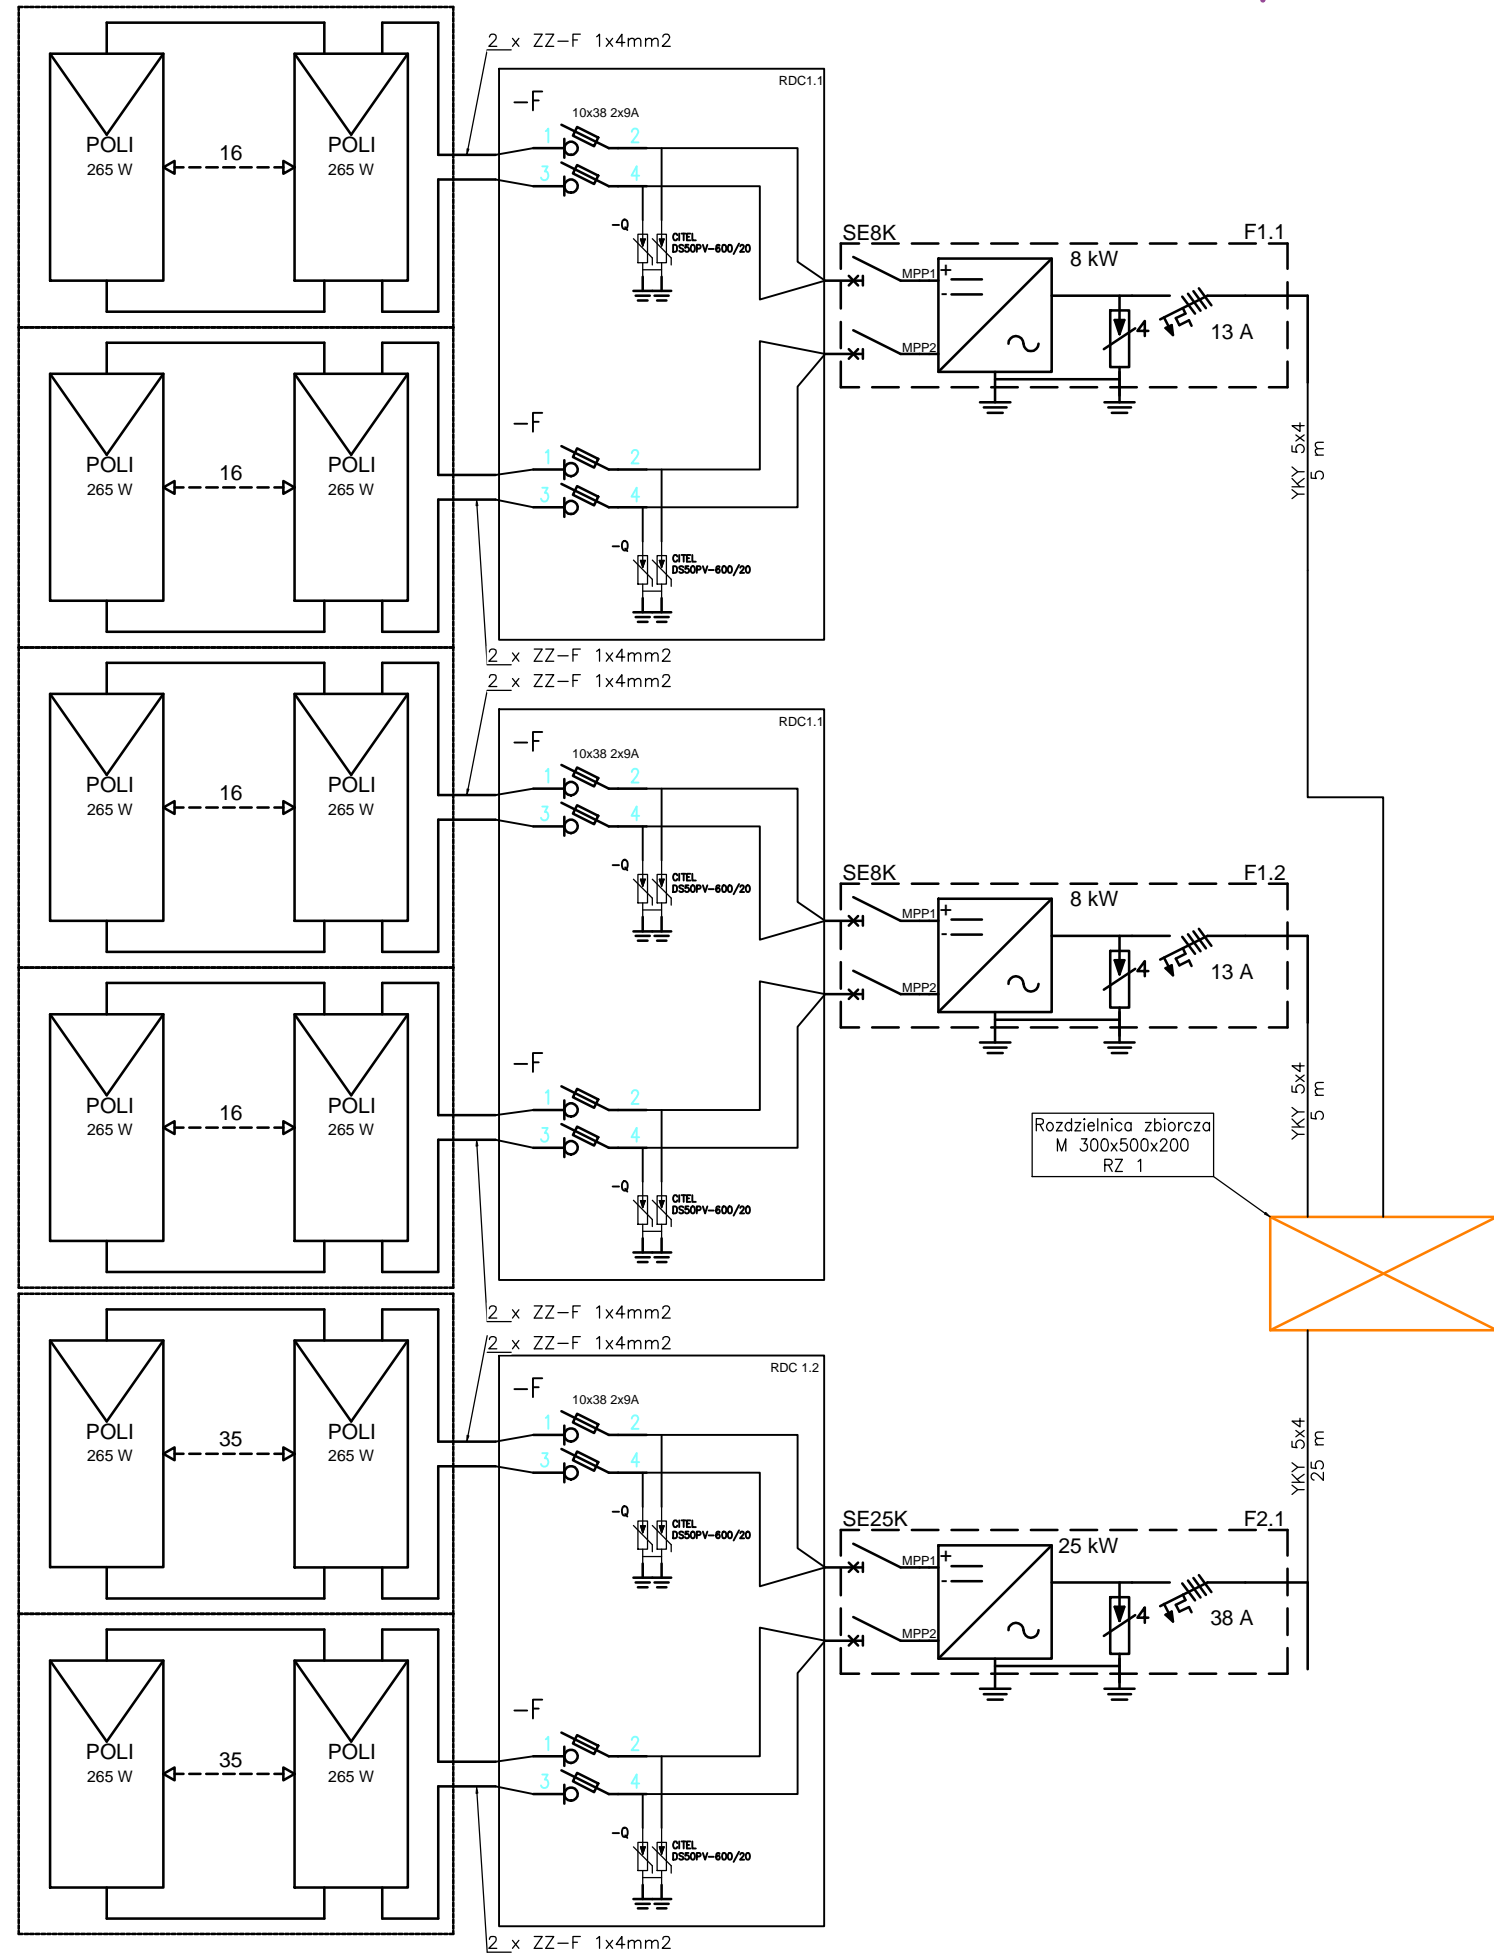 2 x ZZ-F 1x4mm2
RDC1.1
-F
10x38 2x9A
1 2
3 4
POLI
265 W
16
POLI
265 W
-Q
CITEL
DS50PV-600/20
SE8K
F1.1
8 kW
MPP1
+
-
MPP2
4
13 A
POLI
265 W
16
POLI
265 W
-F
1 2
3 4
-Q
CITEL
DS50PV-600/20
YKY 5x4
5 m
2 x ZZ-F 1x4mm2
2 x ZZ-F 1x4mm2
RDC1.1
-F
10x38 2x9A
1 2
3 4
POLI
265 W
16
POLI
265 W
-Q
CITEL
DS50PV-600/20
SE8K
F1.2
8 kW
MPP1
+
-
MPP2
4
13 A
POLI
265 W
16
POLI
265 W
-F
1 2
3 4
-Q
CITEL
DS50PV-600/20
YKY 5x4
5 m
Rozdzielnica zbiorcza
M 300x500x200
RZ 1
2 x ZZ-F 1x4mm2
2 x ZZ-F 1x4mm2
RDC 1.2
-F
10x38 2x9A
1 2
3 4
POLI
265 W
35
POLI
265 W
-Q
CITEL
DS50PV-600/20
YKY 5x4
25 m
SE25K
F2.1
25 kW
MPP1
+
-
MPP2
4
38 A
POLI
265 W
35
POLI
265 W
-F
1 2
3 4
-Q
CITEL
DS50PV-600/20
2 x ZZ-F 1x4mm2